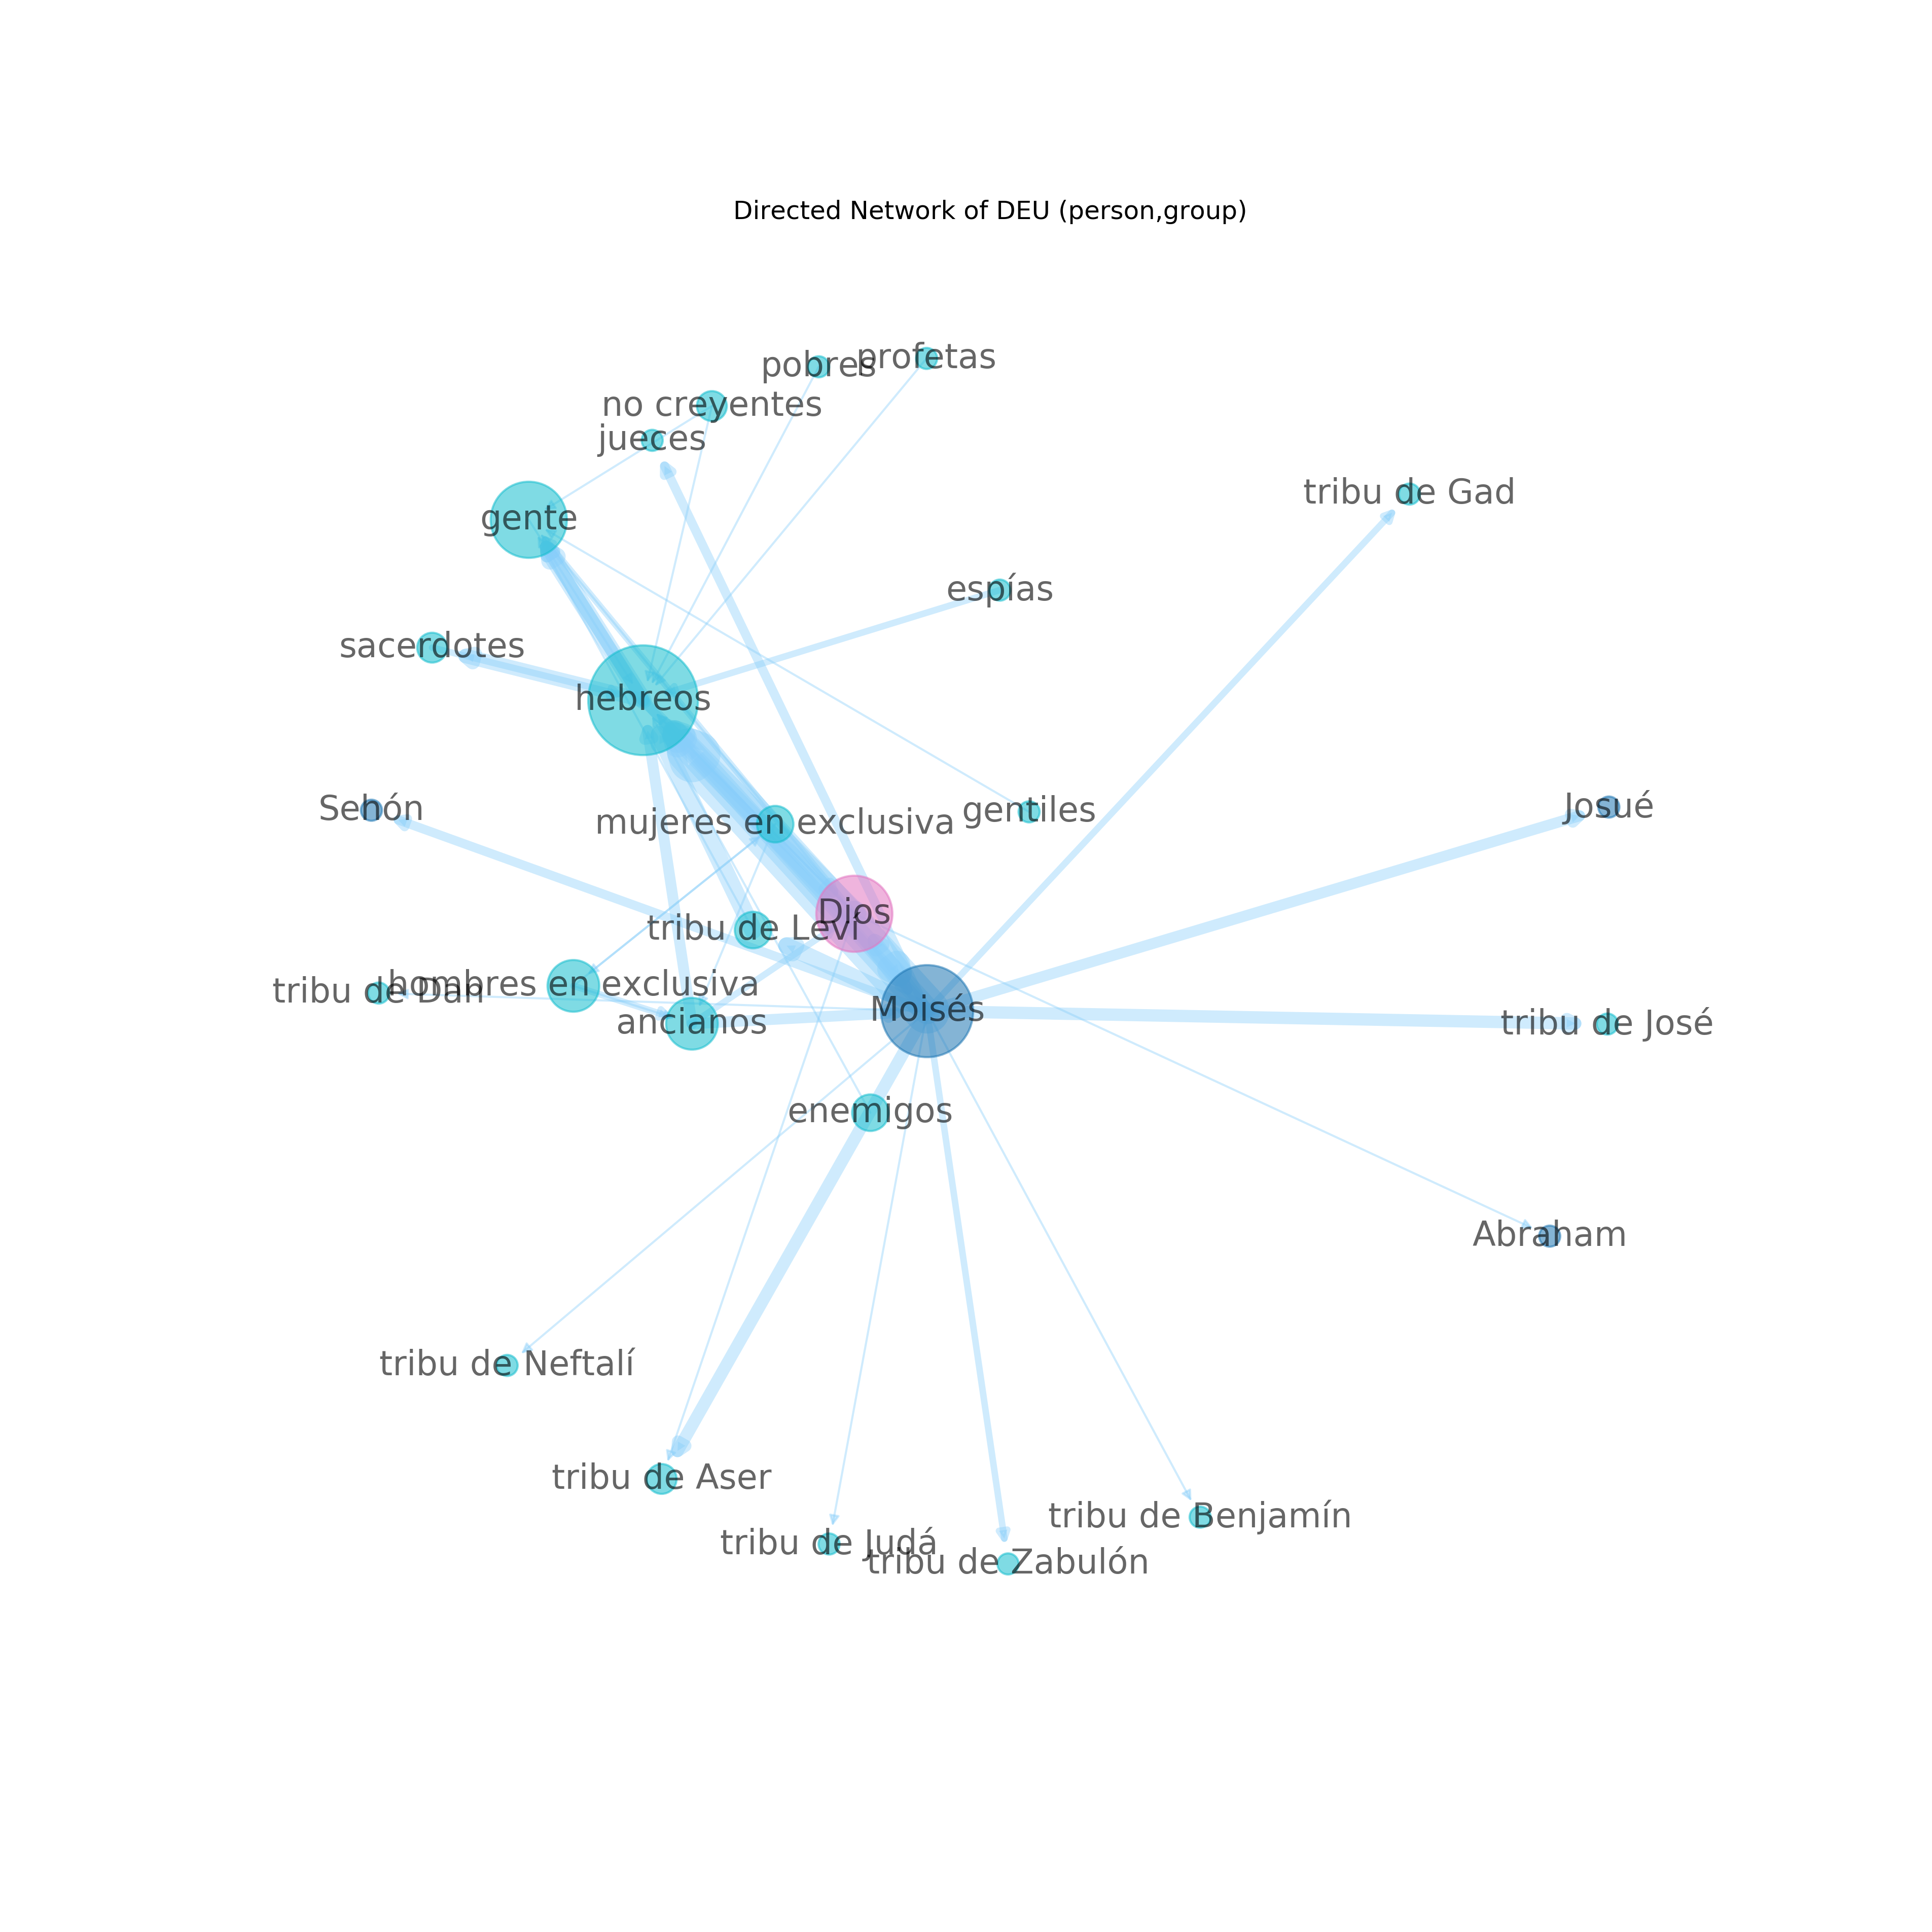 Directed Network of DEU (person,group)
profetas
pobres
no creyentes
jueces
tribu de Gad
gente
espías
sacerdotes
hebreos
Sehón
mujeres en exclusiva
gentiles
Josué
Dios
tribu de Leví
hombres en exclusiva
tribu de Dan
ancianos
Moisés
tribu de José
enemigos
Abraham
tribu de Neftalí
tribu de Aser
tribu de Benjamín
tribu de Judá
tribu de Zabulón